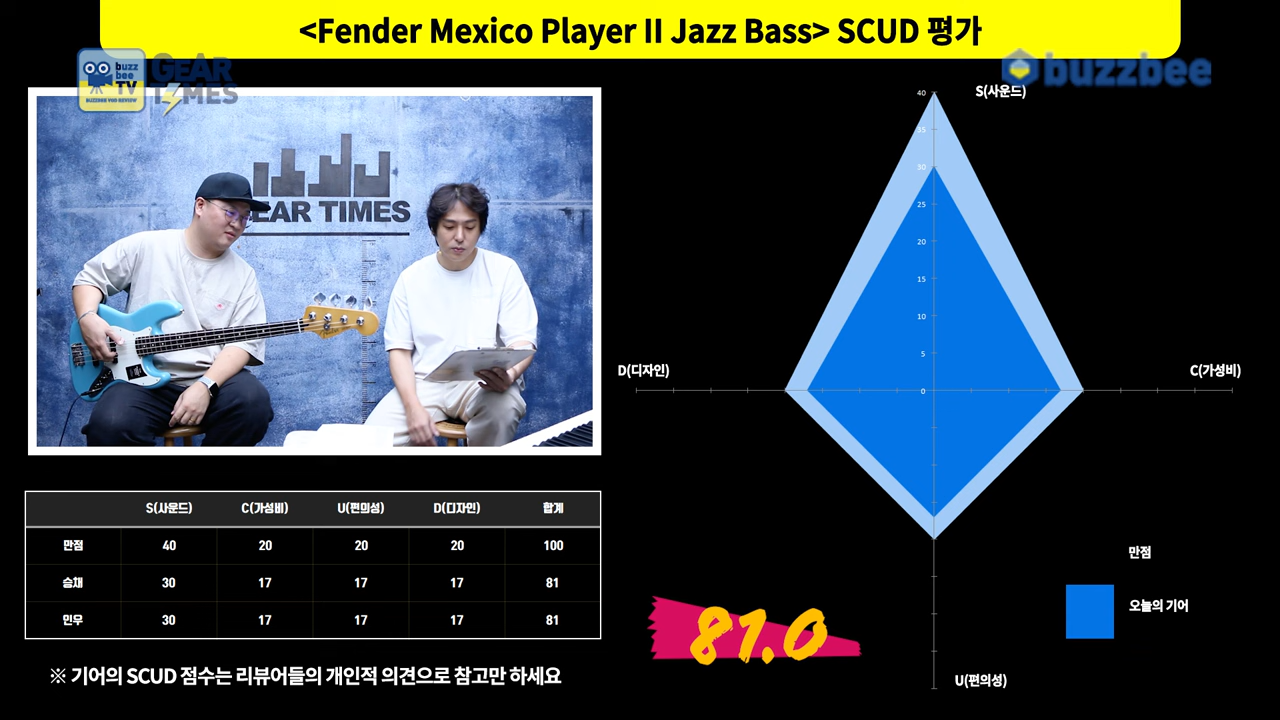 <Fender Mexico Player II Jazz Bass> SCUD 평가
buzz bee TV
BUZZBEE VOD REVIEW
GEAR TIMES
buzzbee
GEAR TIMES
S(사운드)
40
35
30
25
20
15
10
5
0
D(디자인)
C(가성비)
U(편의성)
만점
오늘의 기어
S(사운드) C(가성비) U(편의성) D(디자인) 합계
만점 40 20 20 20 100
승채 30 17 17 17 81
민우 30 17 17 17 81
81.0
※ 기어의 SCUD 점수는 리뷰어들의 개인적 의견으로 참고만 하세요